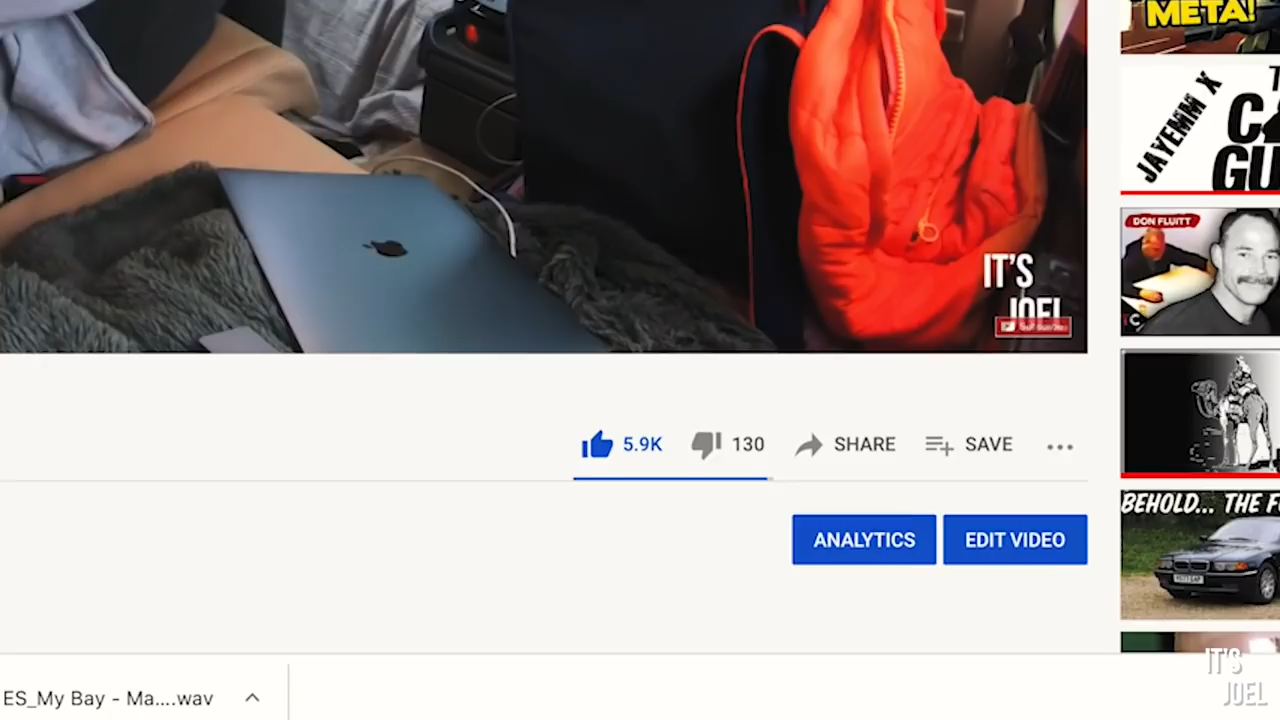 META!
JAYEMM X
DON FLUITT
IT'S
JOEL
5.9K
130
SHARE
SAVE
BEHOLD... THE F
ANALYTICS
EDIT VIDEO
ES_My Bay - Ma....wav
IT'S
JOEL